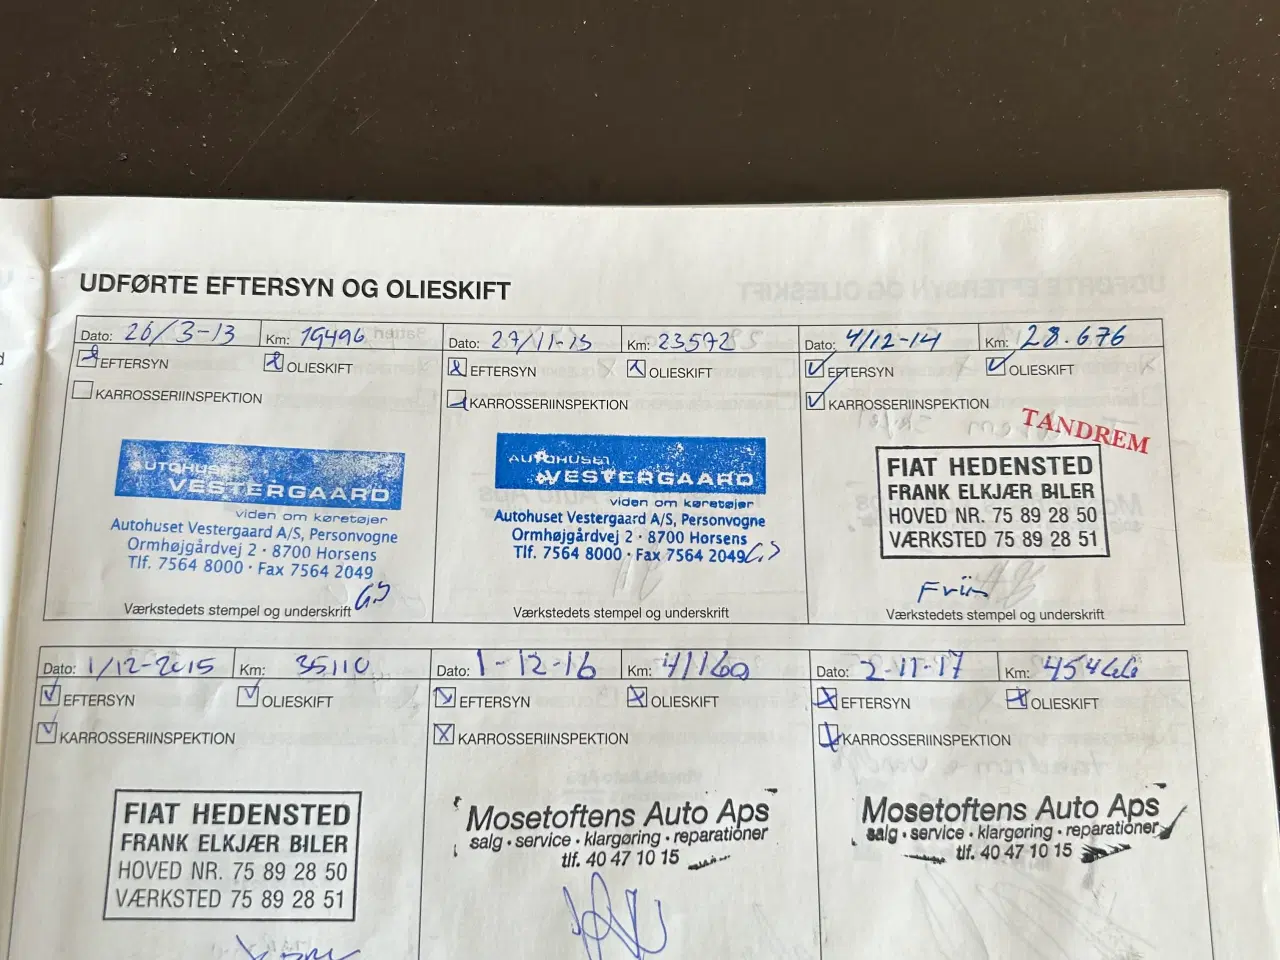 UDFØRTE EFTERSYN OG OLIESKIFT
Dato: 26/3-13 Km: 19496
EFTERSYN OLIESKIFT
KARROSSERIINSPEKTION
AUTOHUSET
VESTERGAARD
viden om køretøjer
Autohuset Vestergaard A/S, Personvogne
Ormhøjgårdvej 2 · 8700 Horsens
Tlf. 7564 8000 · Fax 7564 2049
Værkstedets stempel og underskrift
Dato: 27/11-13 Km: 23572
EFTERSYN OLIESKIFT
KARROSSERIINSPEKTION
AUTOHUSET
VESTERGAARD
viden om køretøjer
Autohuset Vestergaard A/S, Personvogne
Ormhøjgårdvej 2 · 8700 Horsens
Tlf. 7564 8000 · Fax 7564 2049
Værkstedets stempel og underskrift
Dato: 4/12-14 Km: 28.676
EFTERSYN OLIESKIFT
KARROSSERIINSPEKTION
TANDREM
FIAT HEDENSTED
FRANK ELKJÆR BILER
HOVED NR. 75 89 28 50
VÆRKSTED 75 89 28 51
Værkstedets stempel og underskrift
Dato: 1/12-2015 Km: 35110
EFTERSYN OLIESKIFT
KARROSSERIINSPEKTION
FIAT HEDENSTED
FRANK ELKJÆR BILER
HOVED NR. 75 89 28 50
VÆRKSTED 75 89 28 51
Dato: 1-12-16 Km: 41160
EFTERSYN OLIESKIFT
KARROSSERIINSPEKTION
Mosetoftens Auto Aps
salg · service · klargøring · reparationer
tlf. 40 47 10 15
Dato: 2-11-17 Km: 45466
EFTERSYN OLIESKIFT
KARROSSERIINSPEKTION
Mosetoftens Auto Aps
salg · service · klargøring · reparationer
tlf. 40 47 10 15